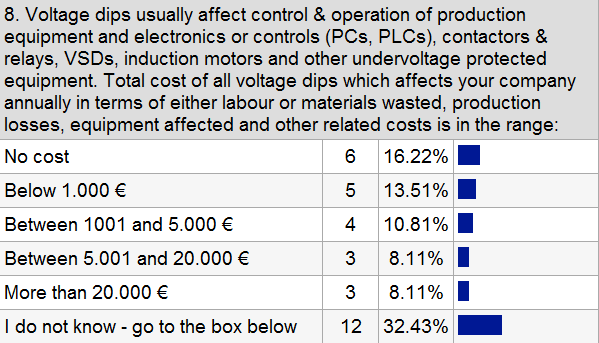 8. Voltage dips usually affect control & operation of production
equipment and electronics or controls (PCs, PLCs), contactors &
relays, VSDs, induction motors and other undervoltage protected
equipment. Total cost of all voltage dips which affects your company
annually in terms of either labour or materials wasted, production
losses, equipment affected and other related costs is in the range:
No cost 6 16.22%
Below 1.000 € 5 13.51%
Between 1001 and 5.000 € 4 10.81%
Between 5.001 and 20.000 € 3 8.11%
More than 20.000 € 3 8.11%
I do not know - go to the box below 12 32.43%